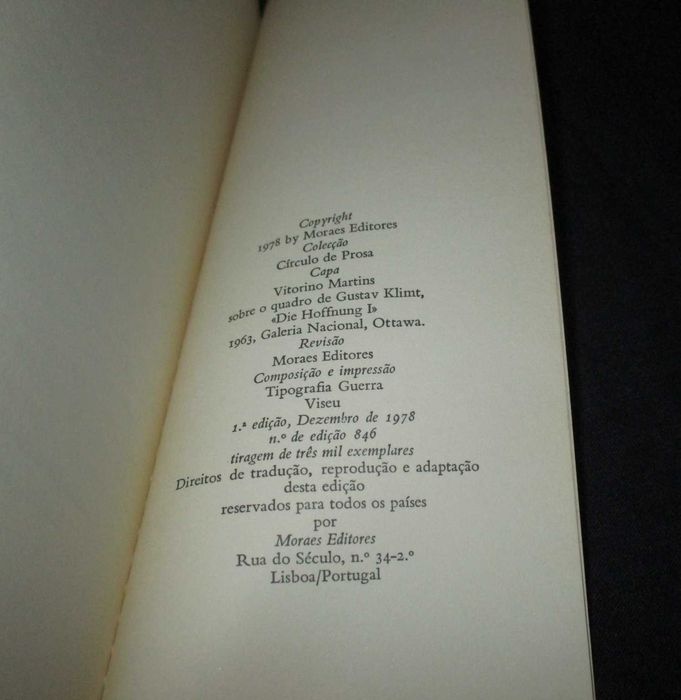 Copyright
1978 by Moraes Editores
Colecção
Círculo de Prosa
Capa
Vitorino Martins
sobre o quadro de Gustav Klimt,
«Die Hoffnung I»
1963, Galeria Nacional, Ottawa.
Revisão
Moraes Editores
Composição e impressão
Tipografia Guerra
Viseu
1.ª edição, Dezembro de 1978
n.º de edição 846
tiragem de três mil exemplares
Direitos de tradução, reprodução e adaptação
desta edição
reservados para todos os países
por
Moraes Editores
Rua do Século, n.º 34-2.º
Lisboa/Portugal